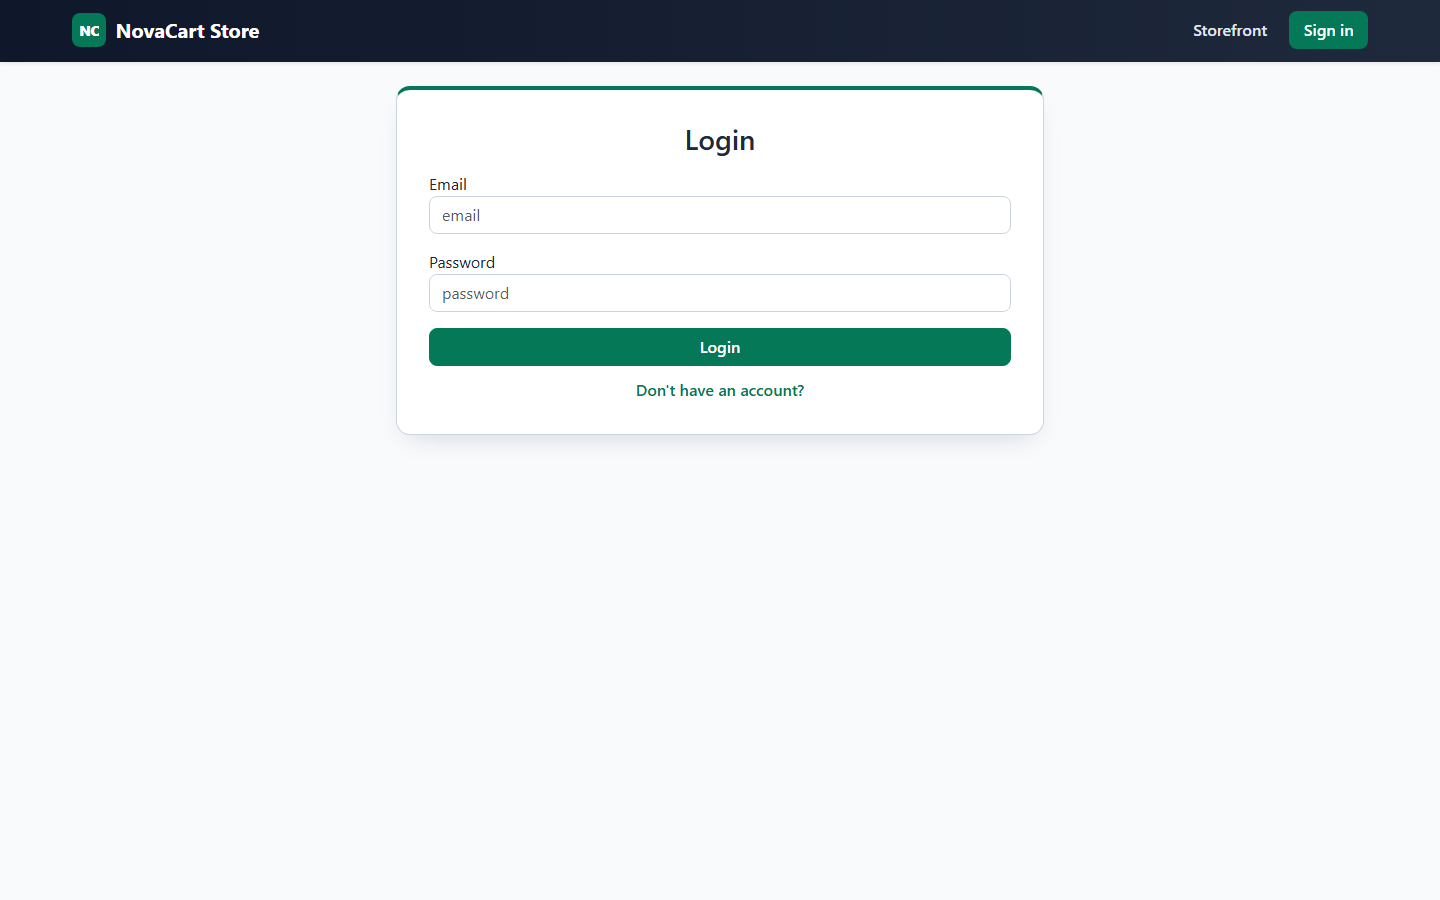 NC NovaCart Store Storefront Sign in
Login
Email
email
Password
password
Login
Don't have an account?